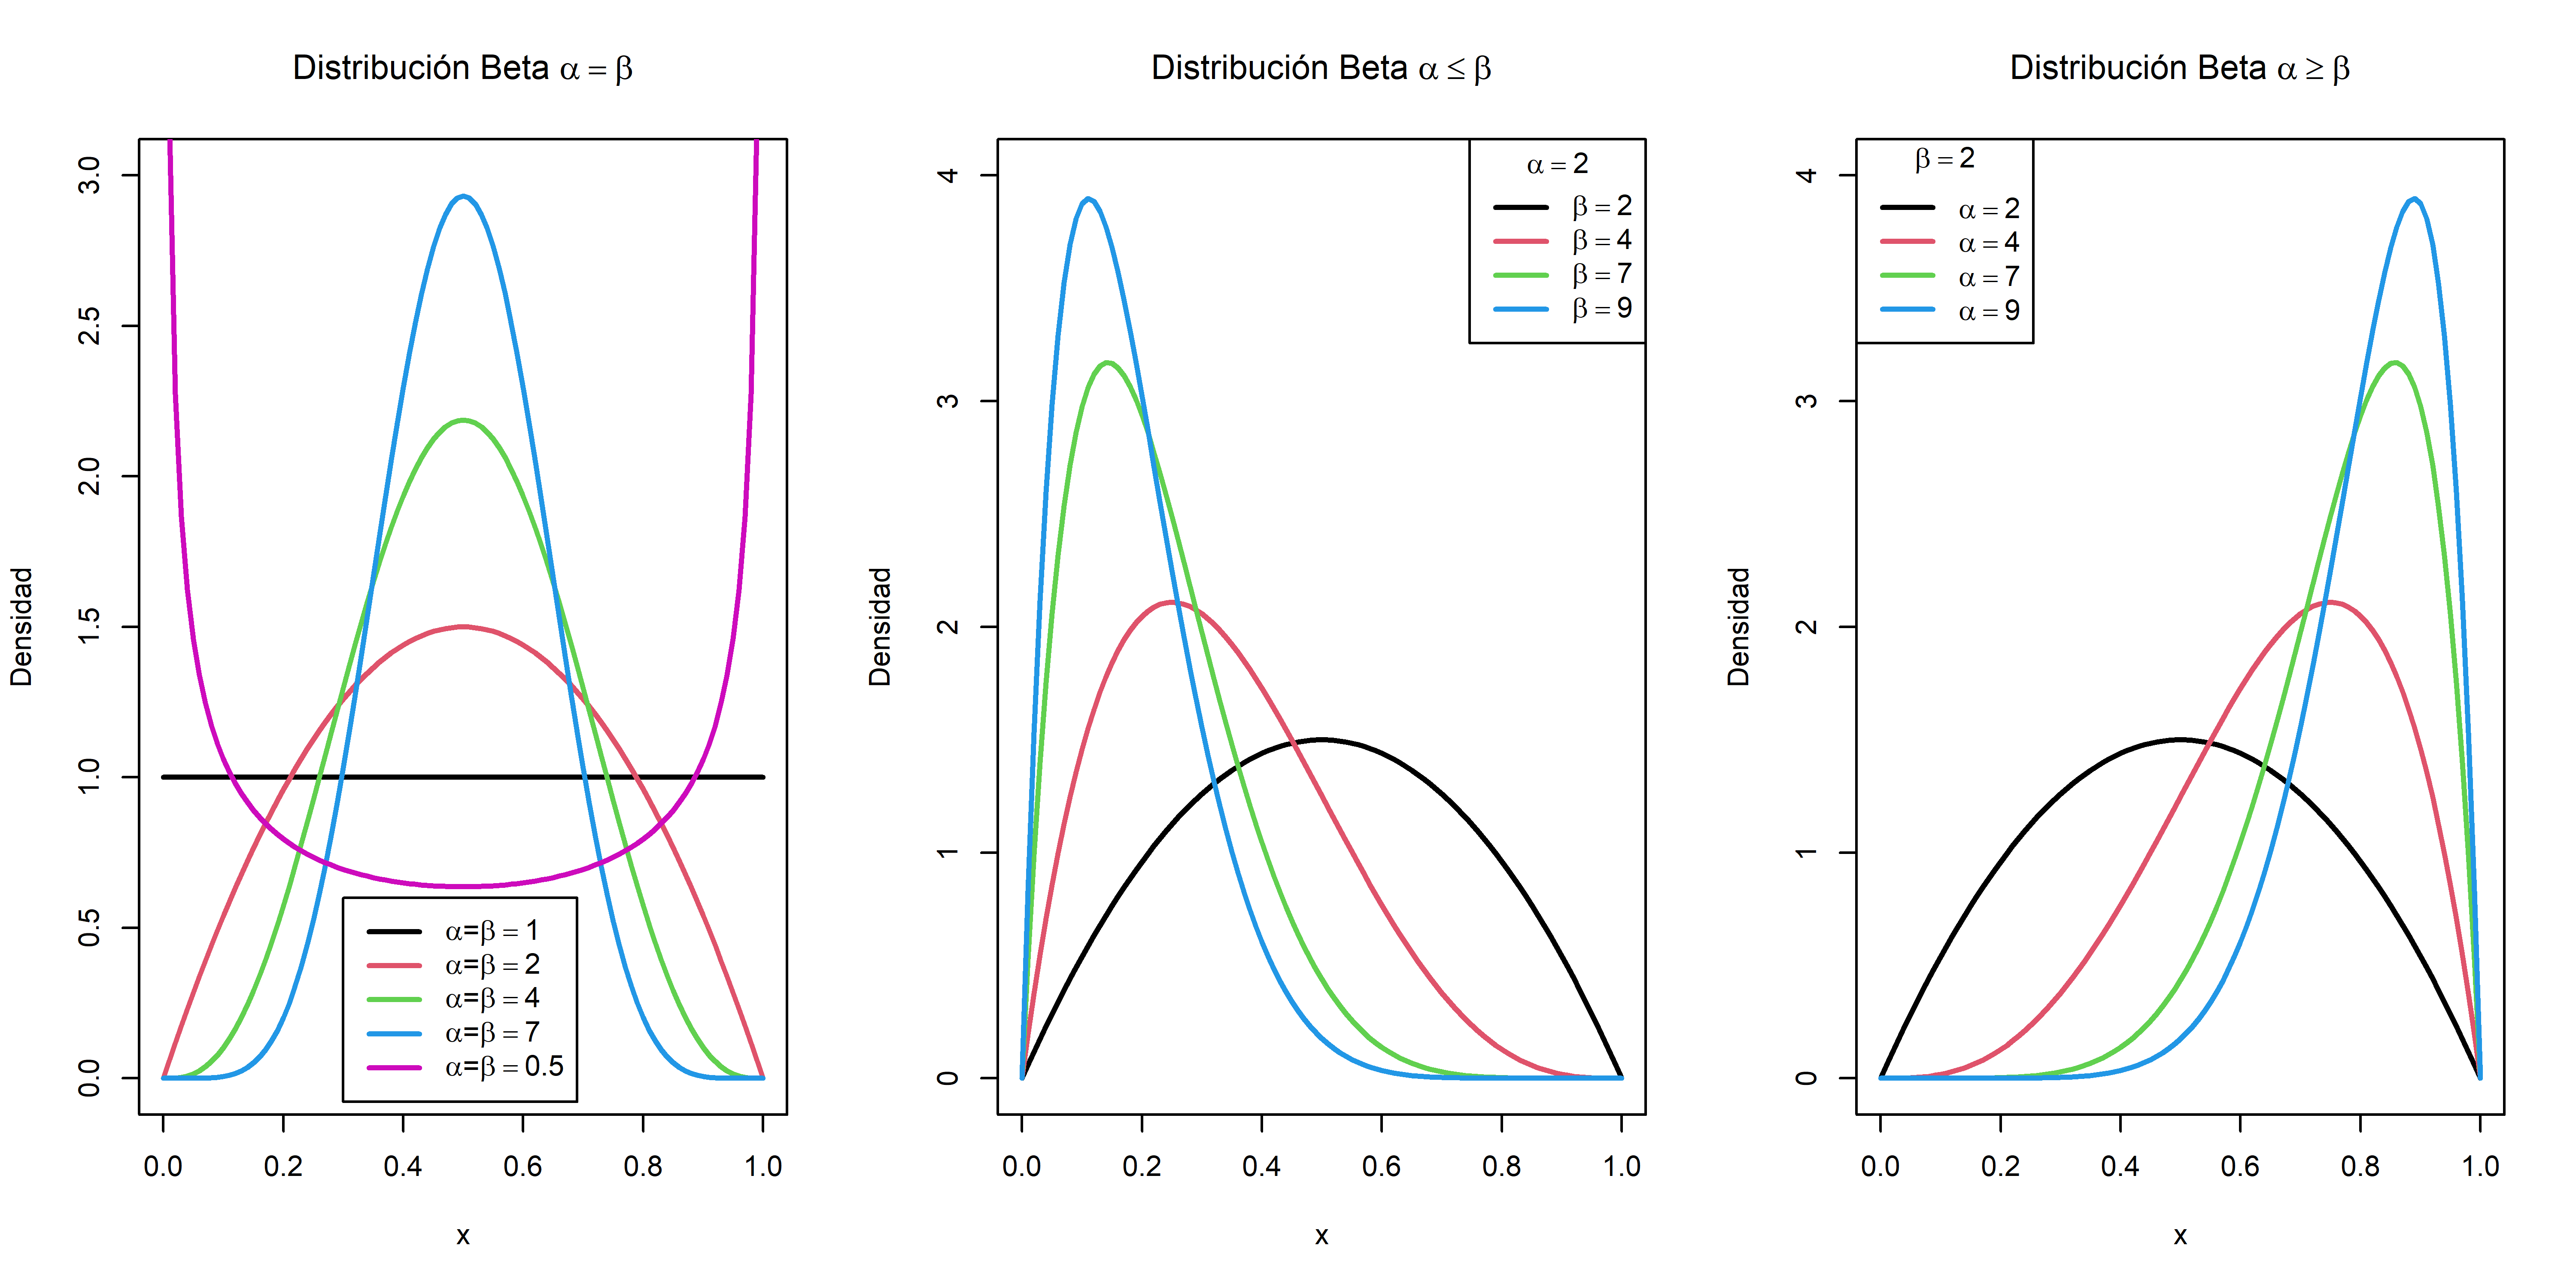 Distribución Beta α = β
3.0
2.5
2.0
1.5
1.0
0.5
0.0
Densidad
α=β = 1
α=β = 2
α=β = 4
α=β = 7
α=β = 0.5
0.0 0.2 0.4 0.6 0.8 1.0
x
Distribución Beta α ≤ β
4
3
2
1
0
Densidad
α = 2
β = 2
β = 4
β = 7
β = 9
0.0 0.2 0.4 0.6 0.8 1.0
x
Distribución Beta α ≥ β
4
3
2
1
0
Densidad
β = 2
α = 2
α = 4
α = 7
α = 9
0.0 0.2 0.4 0.6 0.8 1.0
x